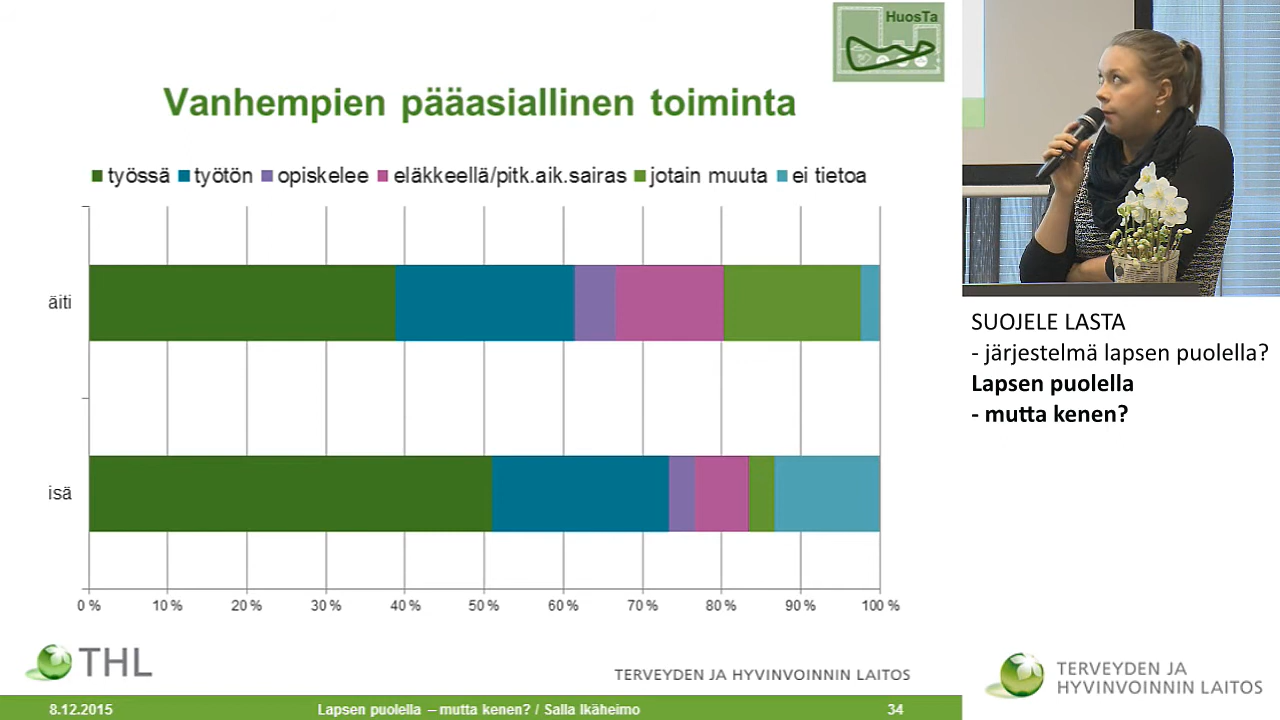 HuosTa
Vanhempien pääasiallinen toiminta
työssä työtön opiskelee eläkkeellä/pitk.aik.sairas jotain muuta ei tietoa
äiti
isä
0 % 10 % 20 % 30 % 40 % 50 % 60 % 70 % 80 % 90 % 100 %
THL
TERVEYDEN JA HYVINVOINNIN LAITOS
8.12.2015 Lapsen puolella – mutta kenen? / Salla Ikäheimo 34
SUOJELE LASTA
- järjestelmä lapsen puolella?
Lapsen puolella
- mutta kenen?
TERVEYDEN JA
HYVINVOINNIN LAITOS